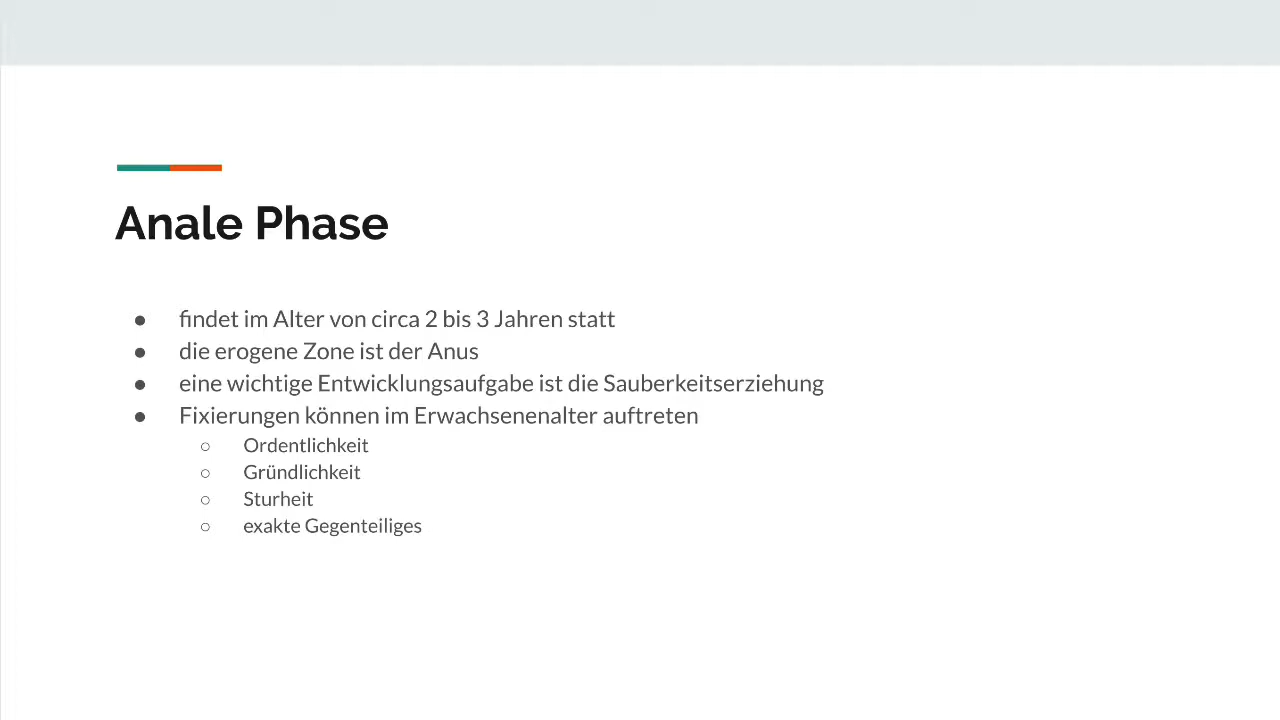 Anale Phase
● findet im Alter von circa 2 bis 3 Jahren statt
● die erogene Zone ist der Anus
● eine wichtige Entwicklungsaufgabe ist die Sauberkeitserziehung
● Fixierungen können im Erwachsenenalter auftreten
○ Ordentlichkeit
○ Gründlichkeit
○ Sturheit
○ exakte Gegenteiliges